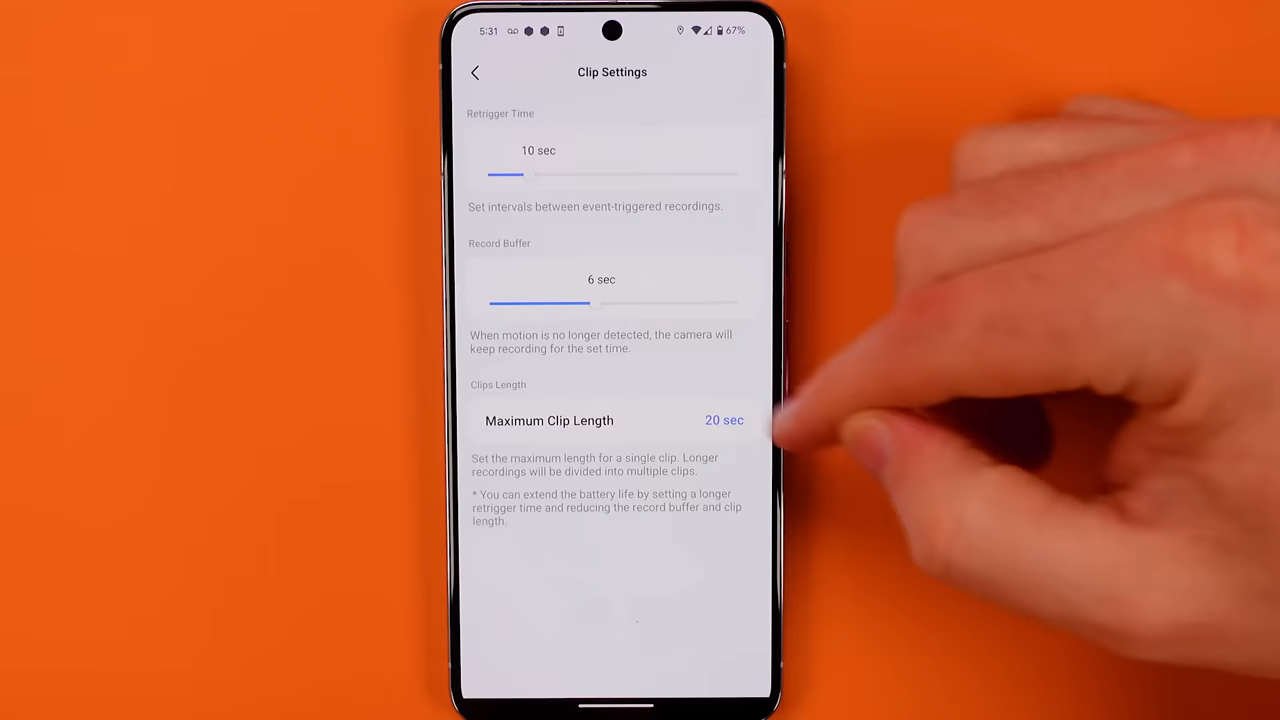 5:31
67%
Clip Settings
Retrigger Time
10 sec
Set intervals between event-triggered recordings.
Record Buffer
6 sec
When motion is no longer detected, the camera will
keep recording for the set time.
Clips Length
Maximum Clip Length 20 sec
Set the maximum length for a single clip. Longer
recordings will be divided into multiple clips.
* You can extend the battery life by setting a longer
retrigger time and reducing the record buffer and clip
length.